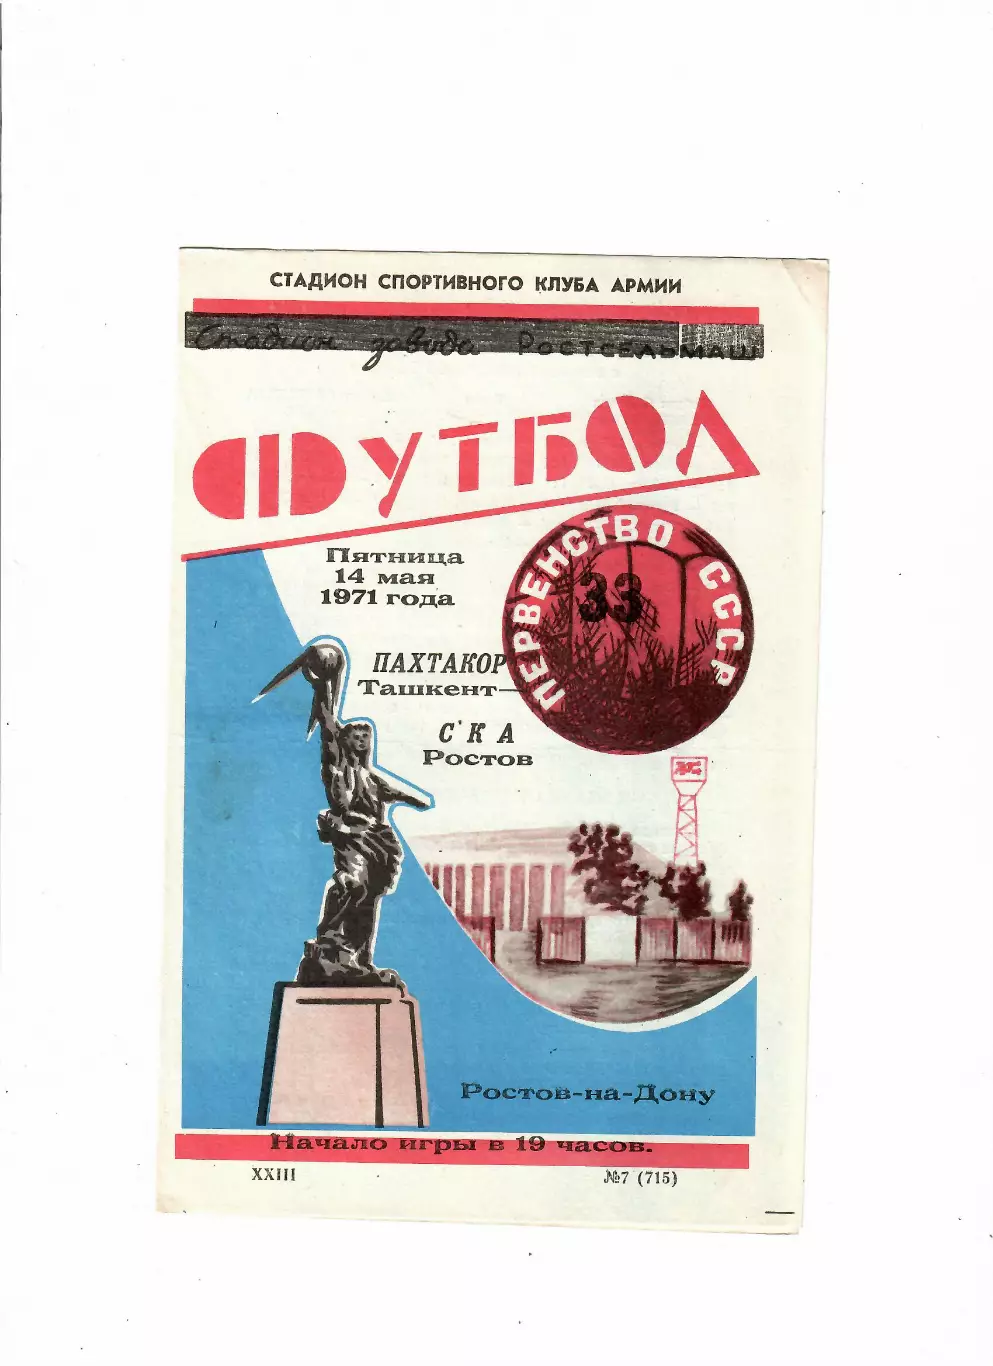 СТАДИОН СПОРТИВНОГО КЛУБА АРМИИ
Стадион завода РОСТСЕЛЬМАШ
ФУТБОЛ
ПЕРВЕНСТВО СССР
33
Пятница
14 мая
1971 года
ПАХТАКОР
Ташкент—
СКА
Ростов
Ростов-на-Дону
Начало игры в 19 часов.
XXIII
№7 (715)